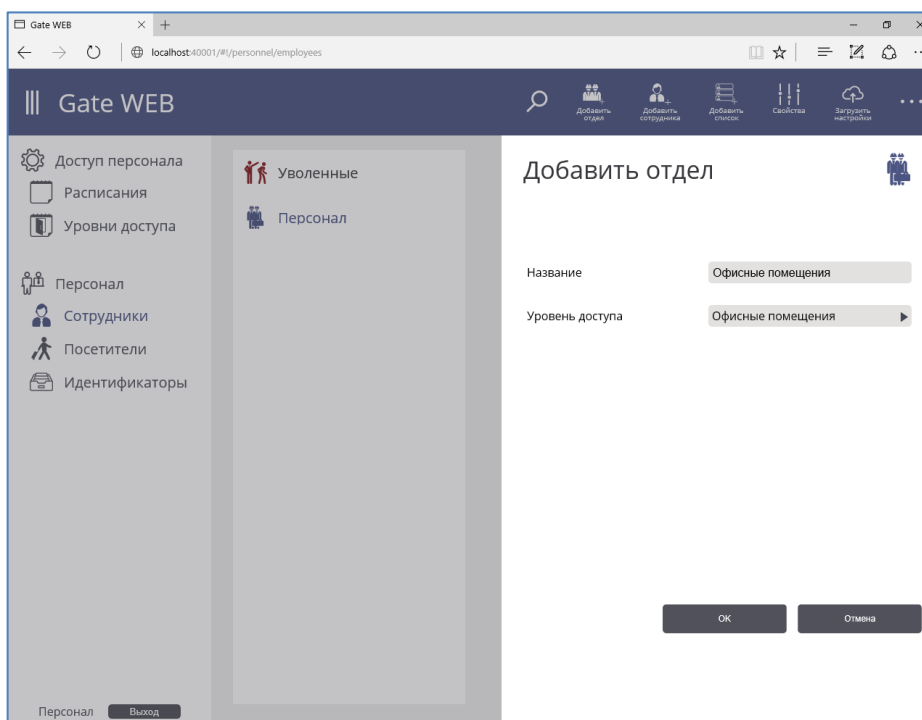 Gate WEB
localhost:40001/#!/personnel/employees
Gate WEB
Добавить отдел
Добавить сотрудника
Добавить список
Свойства
Загрузить настройки
Доступ персонала
Расписания
Уровни доступа
Персонал
Сотрудники
Посетители
Идентификаторы
Персонал
Выход
Уволенные
Персонал
Добавить отдел
Название
Офисные помещения
Уровень доступа
Офисные помещения
ОК
Отмена